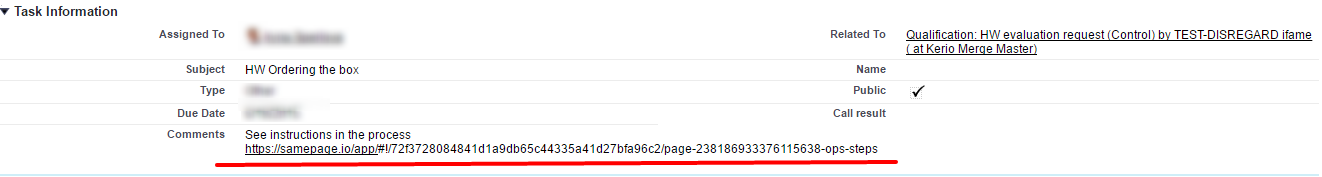 Task Information
Assigned To
Related To Qualification: HW evaluation request (Control) by TEST-DISREGARD ifame
( at Kerio Merge Master)
Subject HW Ordering the box Name
Type Public
Due Date Call result
Comments See instructions in the process
https://samepage.io/app/#!/72f3728084841d1a9db65c44335a41d27bfa96c2/page-238186933376115638-ops-steps